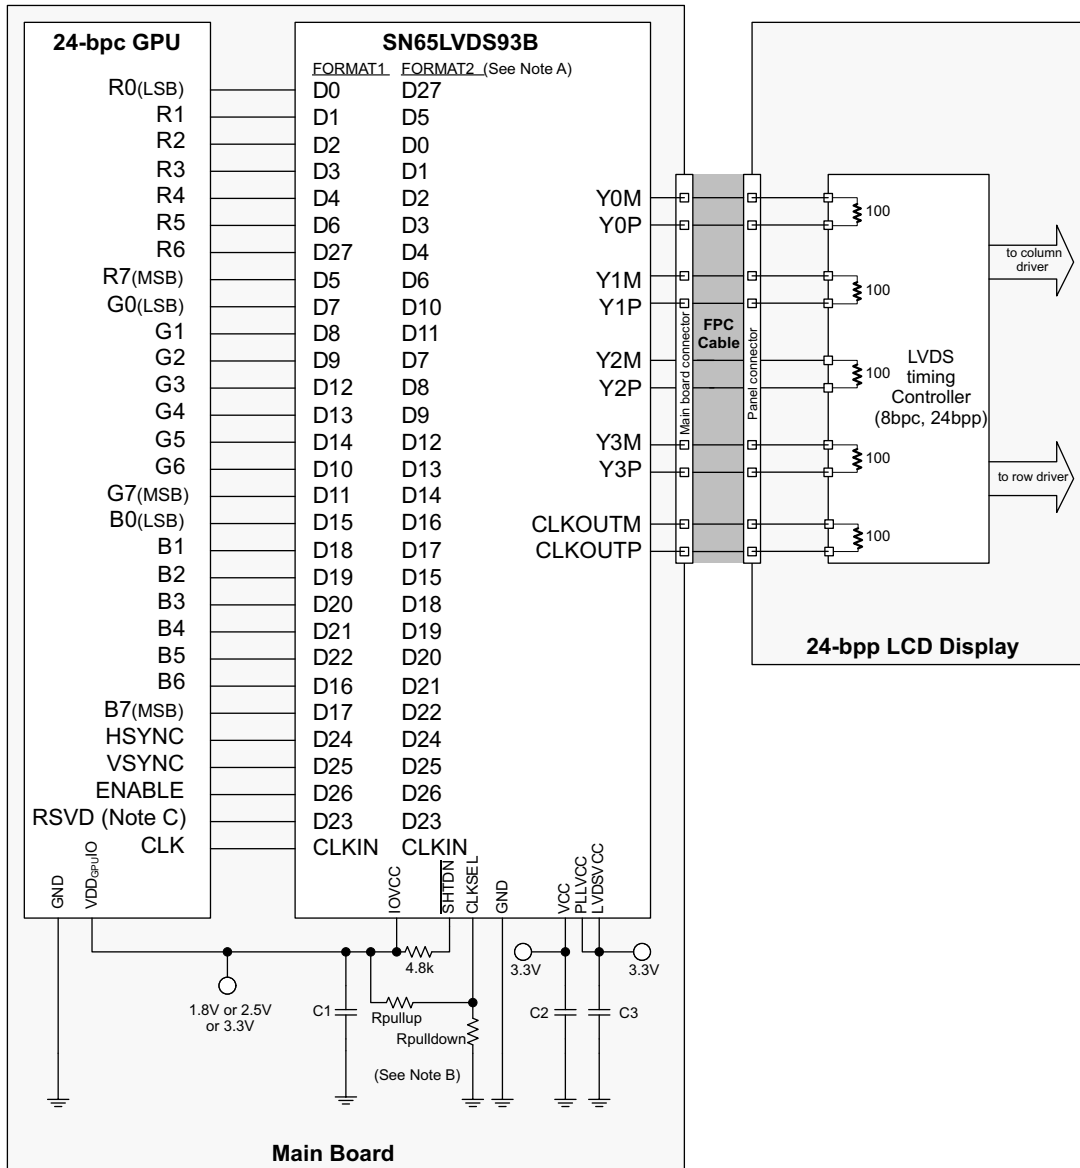 24-bpc GPU
SN65LVDS93B
FORMAT1 FORMAT2 (See Note A)
R0(LSB) D0 D27
R1 D1 D5
R2 D2 D0
R3 D3 D1
R4 D4 D2
R5 D6 D3
R6 D27 D4
R7(MSB) D5 D6
G0(LSB) D7 D10
G1 D8 D11
G2 D9 D7
G3 D12 D8
G4 D13 D9
G5 D14 D12
G6 D10 D13
G7(MSB) D11 D14
B0(LSB) D15 D16
B1 D18 D17
B2 D19 D15
B3 D20 D18
B4 D21 D19
B5 D22 D20
B6 D16 D21
B7(MSB) D17 D22
HSYNC D24 D24
VSYNC D25 D25
ENABLE D26 D26
RSVD (Note C) D23 D23
CLK CLKIN CLKIN
GND
VDDGPUIO
IOVCC
SHTDN
CLKSEL
GND
VCC
PLLVCC
LVDSVCC
Y0M
Y0P
Y1M
Y1P
Y2M
Y2P
Y3M
Y3P
CLKOUTM
CLKOUTP
Main board connector
FPC
Cable
Panel connector
100
100
100
100
100
LVDS
timing
Controller
(8bpc, 24bpp)
to column
driver
to row driver
24-bpp LCD Display
4.8k
3.3V
3.3V
1.8V or 2.5V
or 3.3V
C1
Rpullup
Rpulldown
C2
C3
(See Note B)
Main Board